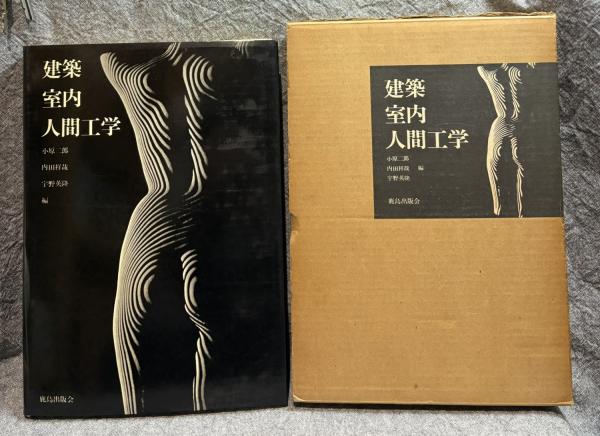 建築
室内
人間工学
小原二郎
内田祥哉
宇野英隆
編
鹿島出版会
建築
室内
人間工学
小原二郎
内田祥哉 編
宇野英隆
鹿島出版会